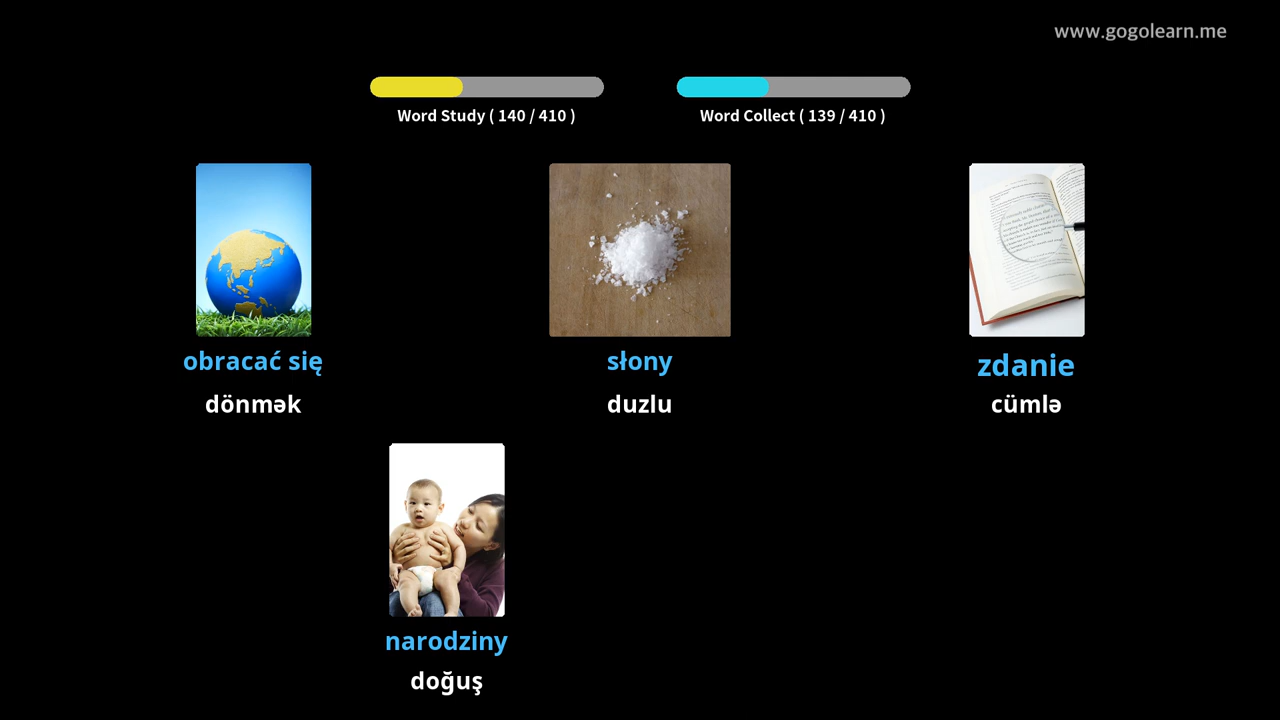 www.gogolearn.me
Word Study ( 140 / 410 )
Word Collect ( 139 / 410 )
obracać się
słony
zdanie
dönmək
duzlu
cümlə
narodziny
doğuş